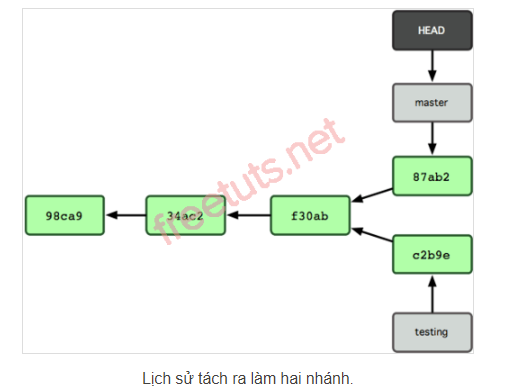 HEAD
master
87ab2
98ca9
34ac2
f30ab
c2b9e
testing
freetuts.net
Lịch sử tách ra làm hai nhánh.